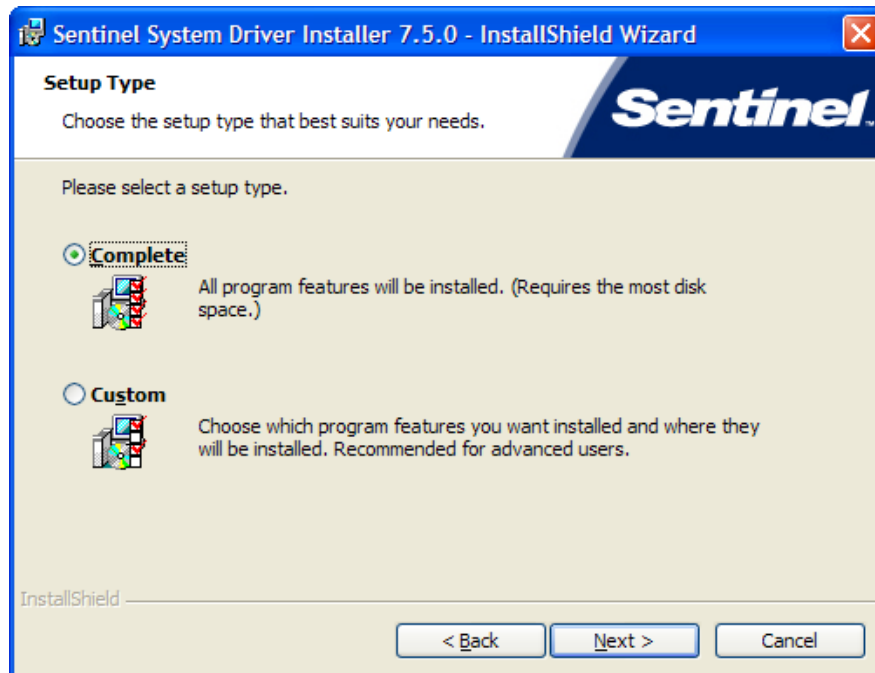 Sentinel System Driver Installer 7.5.0 - InstallShield Wizard
Setup Type
Choose the setup type that best suits your needs.
Sentinel™
Please select a setup type.
Complete
All program features will be installed. (Requires the most disk
space.)
Custom
Choose which program features you want installed and where they
will be installed. Recommended for advanced users.
InstallShield
< Back
Next >
Cancel